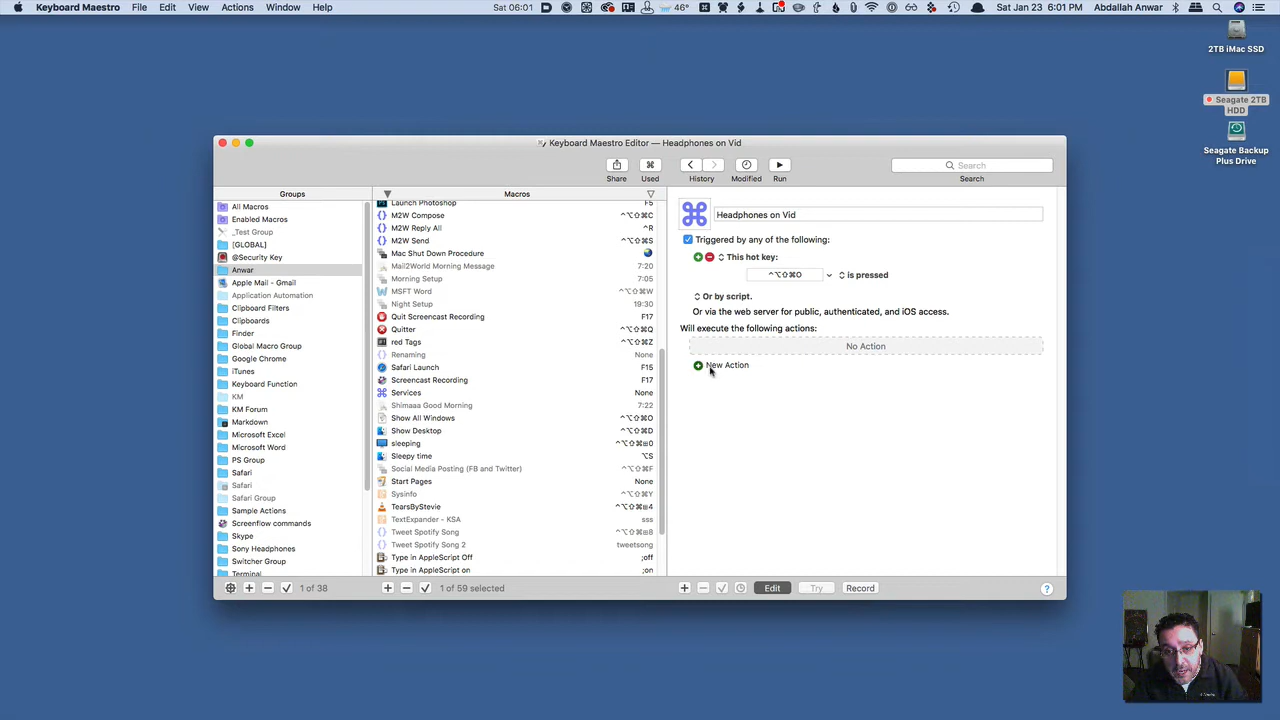 Keyboard Maestro File Edit View Actions Window Help Sat 06:01 46° Sat Jan 23 6:01 PM Abdallah Anwar
2TB iMac SSD
Seagate 2TB
HDD
Seagate Backup
Plus Drive
Keyboard Maestro Editor — Headphones on Vid
Share Used History Modified Run Search
Search
Groups
All Macros
Enabled Macros
_Test Group
[GLOBAL]
@Security Key
Anwar
Apple Mail - Gmail
Application Automation
Clipboard Filters
Clipboards
Finder
Global Macro Group
Google Chrome
iTunes
Keyboard Function
KM
KM Forum
Markdown
Microsoft Excel
Microsoft Word
PS Group
Safari
Safari
Safari Group
Sample Actions
Screenflow commands
Skype
Sony Headphones
Switcher Group
Terminal
1 of 38
Macros
Launch Photoshop F5
M2W Compose ^⌥⇧⌘C
M2W Reply All ^R
M2W Send ^⌥⇧⌘S
Mac Shut Down Procedure
Mail2World Morning Message 7:20
Morning Setup 7:05
MSFT Word ^⌥⇧⌘W
Night Setup 19:30
Quit Screencast Recording F17
Quitter ^⌥⇧⌘Q
red Tags ^⌥⇧⌘Z
Renaming None
Safari Launch F15
Screencast Recording F17
Services None
Shimaaa Good Morning 7:22
Show All Windows ^⌥⇧⌘O
Show Desktop ^⌥⇧⌘D
sleeping ^⌥⇧⌘⊞0
Sleepy time ⌥S
Social Media Posting (FB and Twitter) ^⌥⇧⌘F
Start Pages None
Sysinfo ^⌥⇧⌘Y
TearsByStevie ^⌥⇧⌘⊞4
TextExpander - KSA sss
Tweet Spotify Song ^⌥⇧⌘⊞8
Tweet Spotify Song 2 tweetsong
Type in AppleScript Off ;off
Type in AppleScript on ;on
1 of 59 selected
Headphones on Vid
Triggered by any of the following:
This hot key:
^⌥⇧⌘O is pressed
Or by script.
Or via the web server for public, authenticated, and iOS access.
Will execute the following actions:
No Action
New Action
Edit Try Record ?